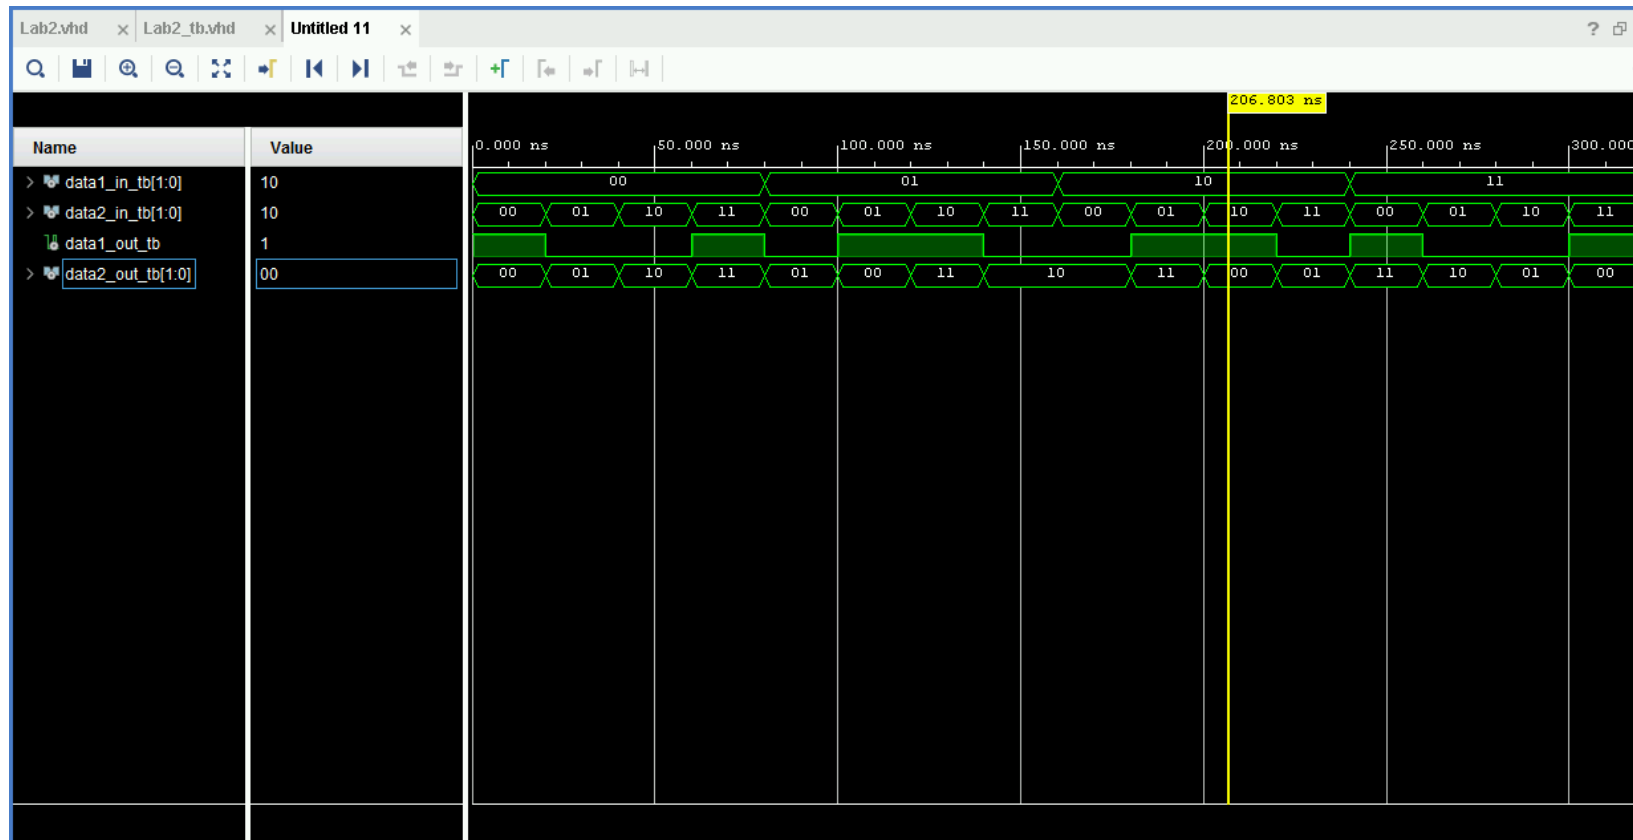 Lab2.vhd × Lab2_tb.vhd × Untitled 11 × ?
206.803 ns
Name Value 0.000 ns 50.000 ns 100.000 ns 150.000 ns 200.000 ns 250.000 ns 300.000
data1_in_tb[1:0] 10 00 01 10 11
data2_in_tb[1:0] 10 00 01 10 11 00 01 10 11 00 01 10 11 00 01 10 11
data1_out_tb 1
data2_out_tb[1:0] 00 00 01 10 11 01 00 11 10 11 00 01 11 10 01 00